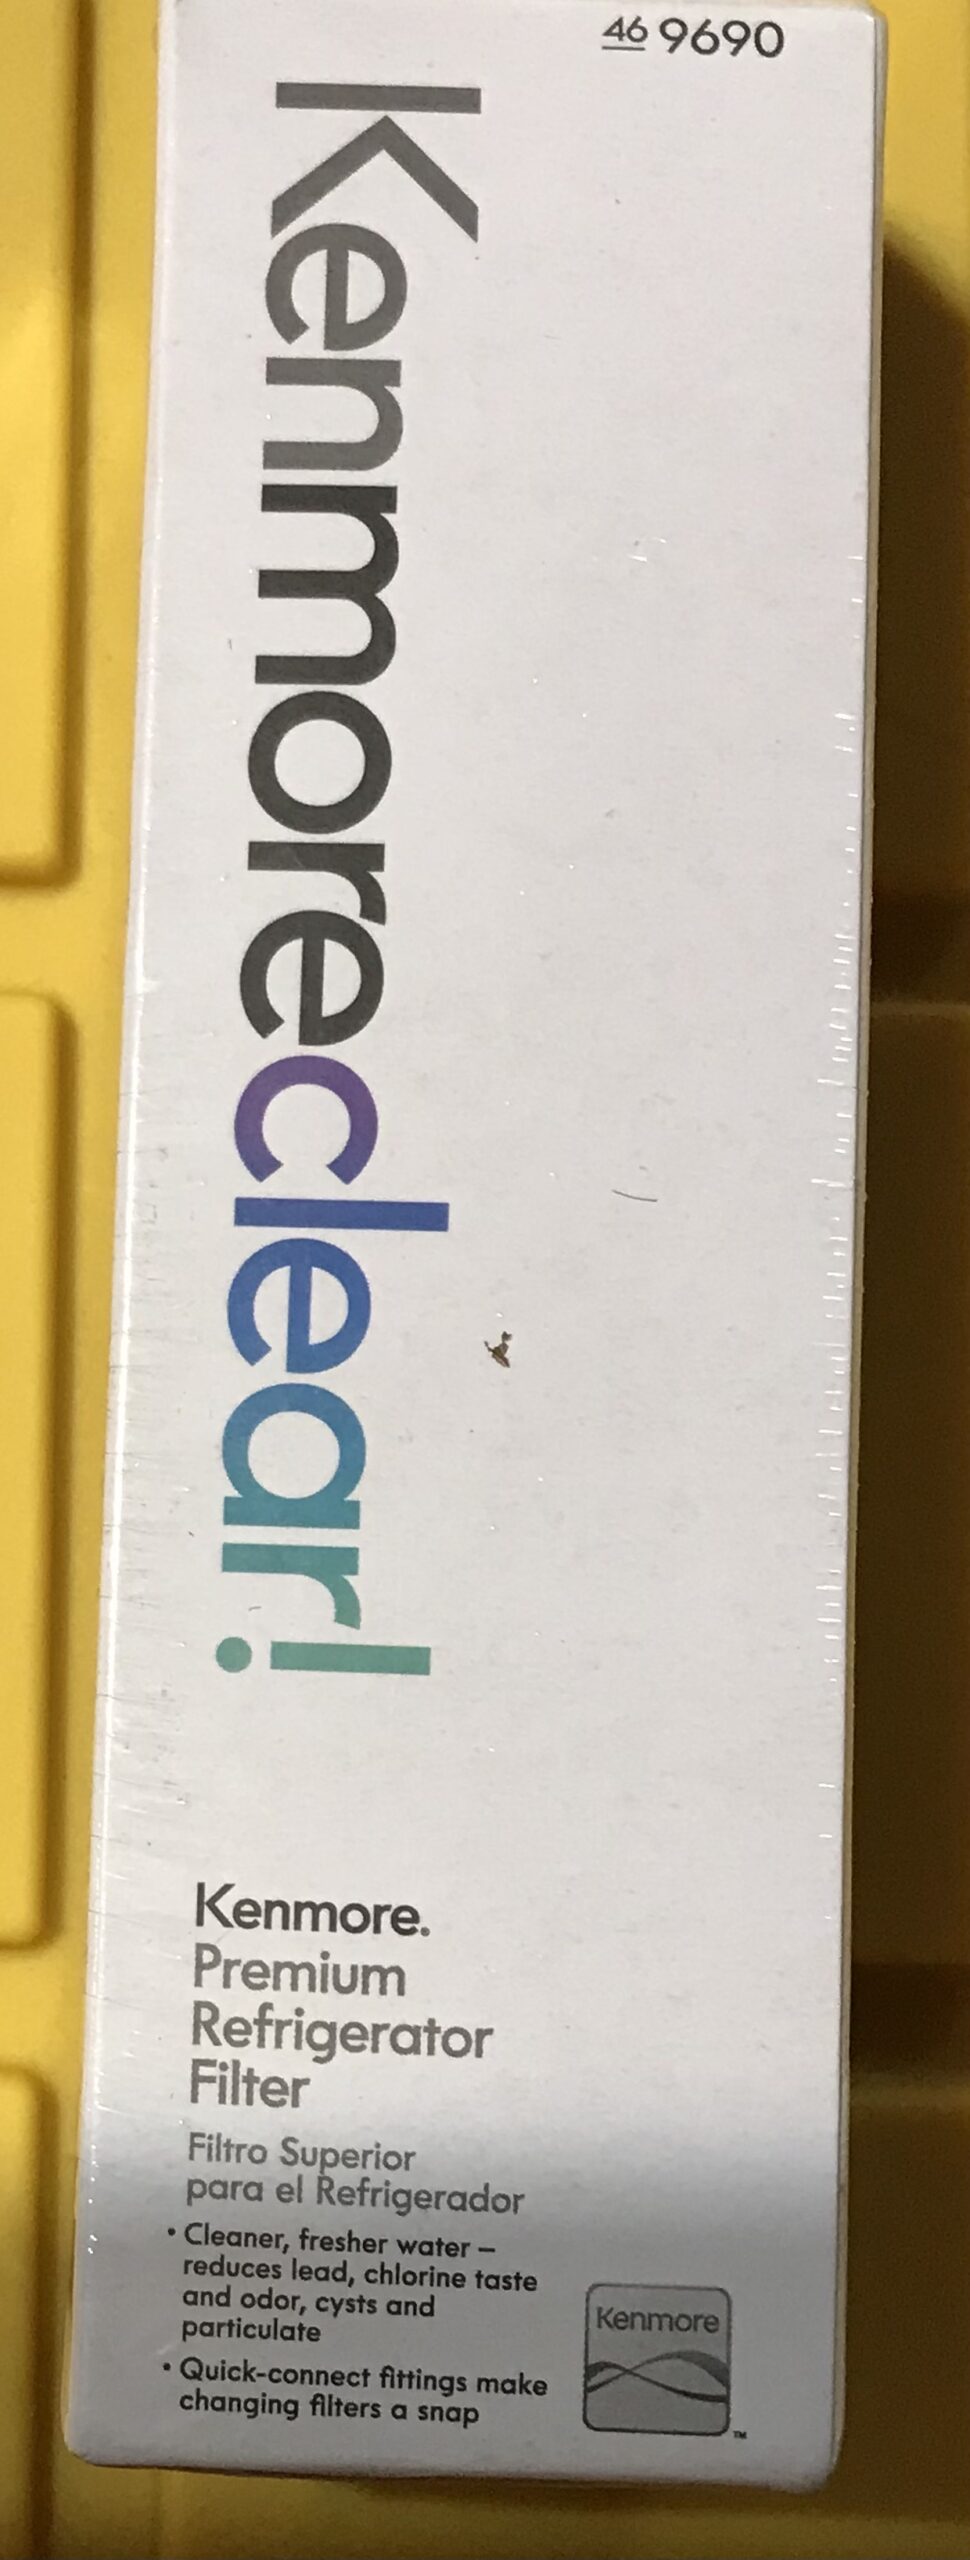 46 9690
Kenmoreclear!
Kenmore.
Premium
Refrigerator
Filter
Filtro Superior
para el Refrigerador
• Cleaner, fresher water –
reduces lead, chlorine taste
and odor, cysts and
particulate
• Quick-connect fittings make
changing filters a snap
Kenmore
™